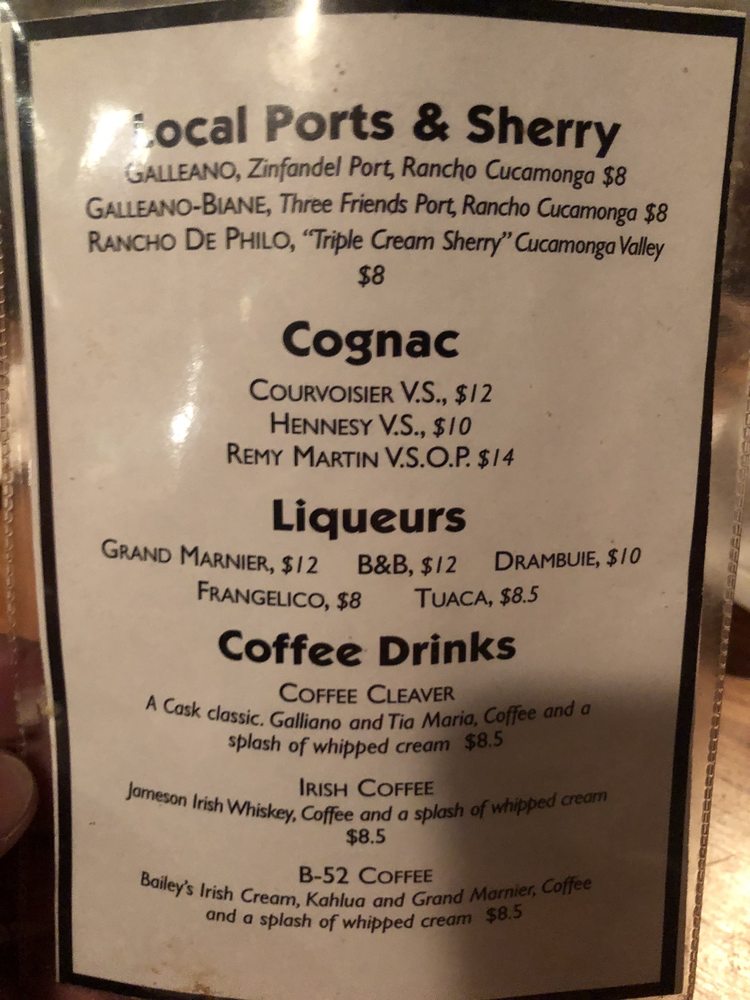 Local Ports & Sherry
GALLEANO, Zinfandel Port, Rancho Cucamonga $8
GALLEANO-BIANE, Three Friends Port, Rancho Cucamonga $8
RANCHO DE PHILO, “Triple Cream Sherry” Cucamonga Valley
$8
Cognac
COURVOISIER V.S., $12
HENNESY V.S., $10
REMY MARTIN V.S.O.P. $14
Liqueurs
GRAND MARNIER, $12 B&B, $12 DRAMBUIE, $10
FRANGELICO, $8 TUACA, $8.5
Coffee Drinks
COFFEE CLEAVER
A Cask classic. Galliano and Tia Maria, Coffee and a
splash of whipped cream $8.5
IRISH COFFEE
Jameson Irish Whiskey, Coffee and a splash of whipped cream
$8.5
B-52 COFFEE
Bailey's Irish Cream, Kahlua and Grand Marnier, Coffee
and a splash of whipped cream $8.5